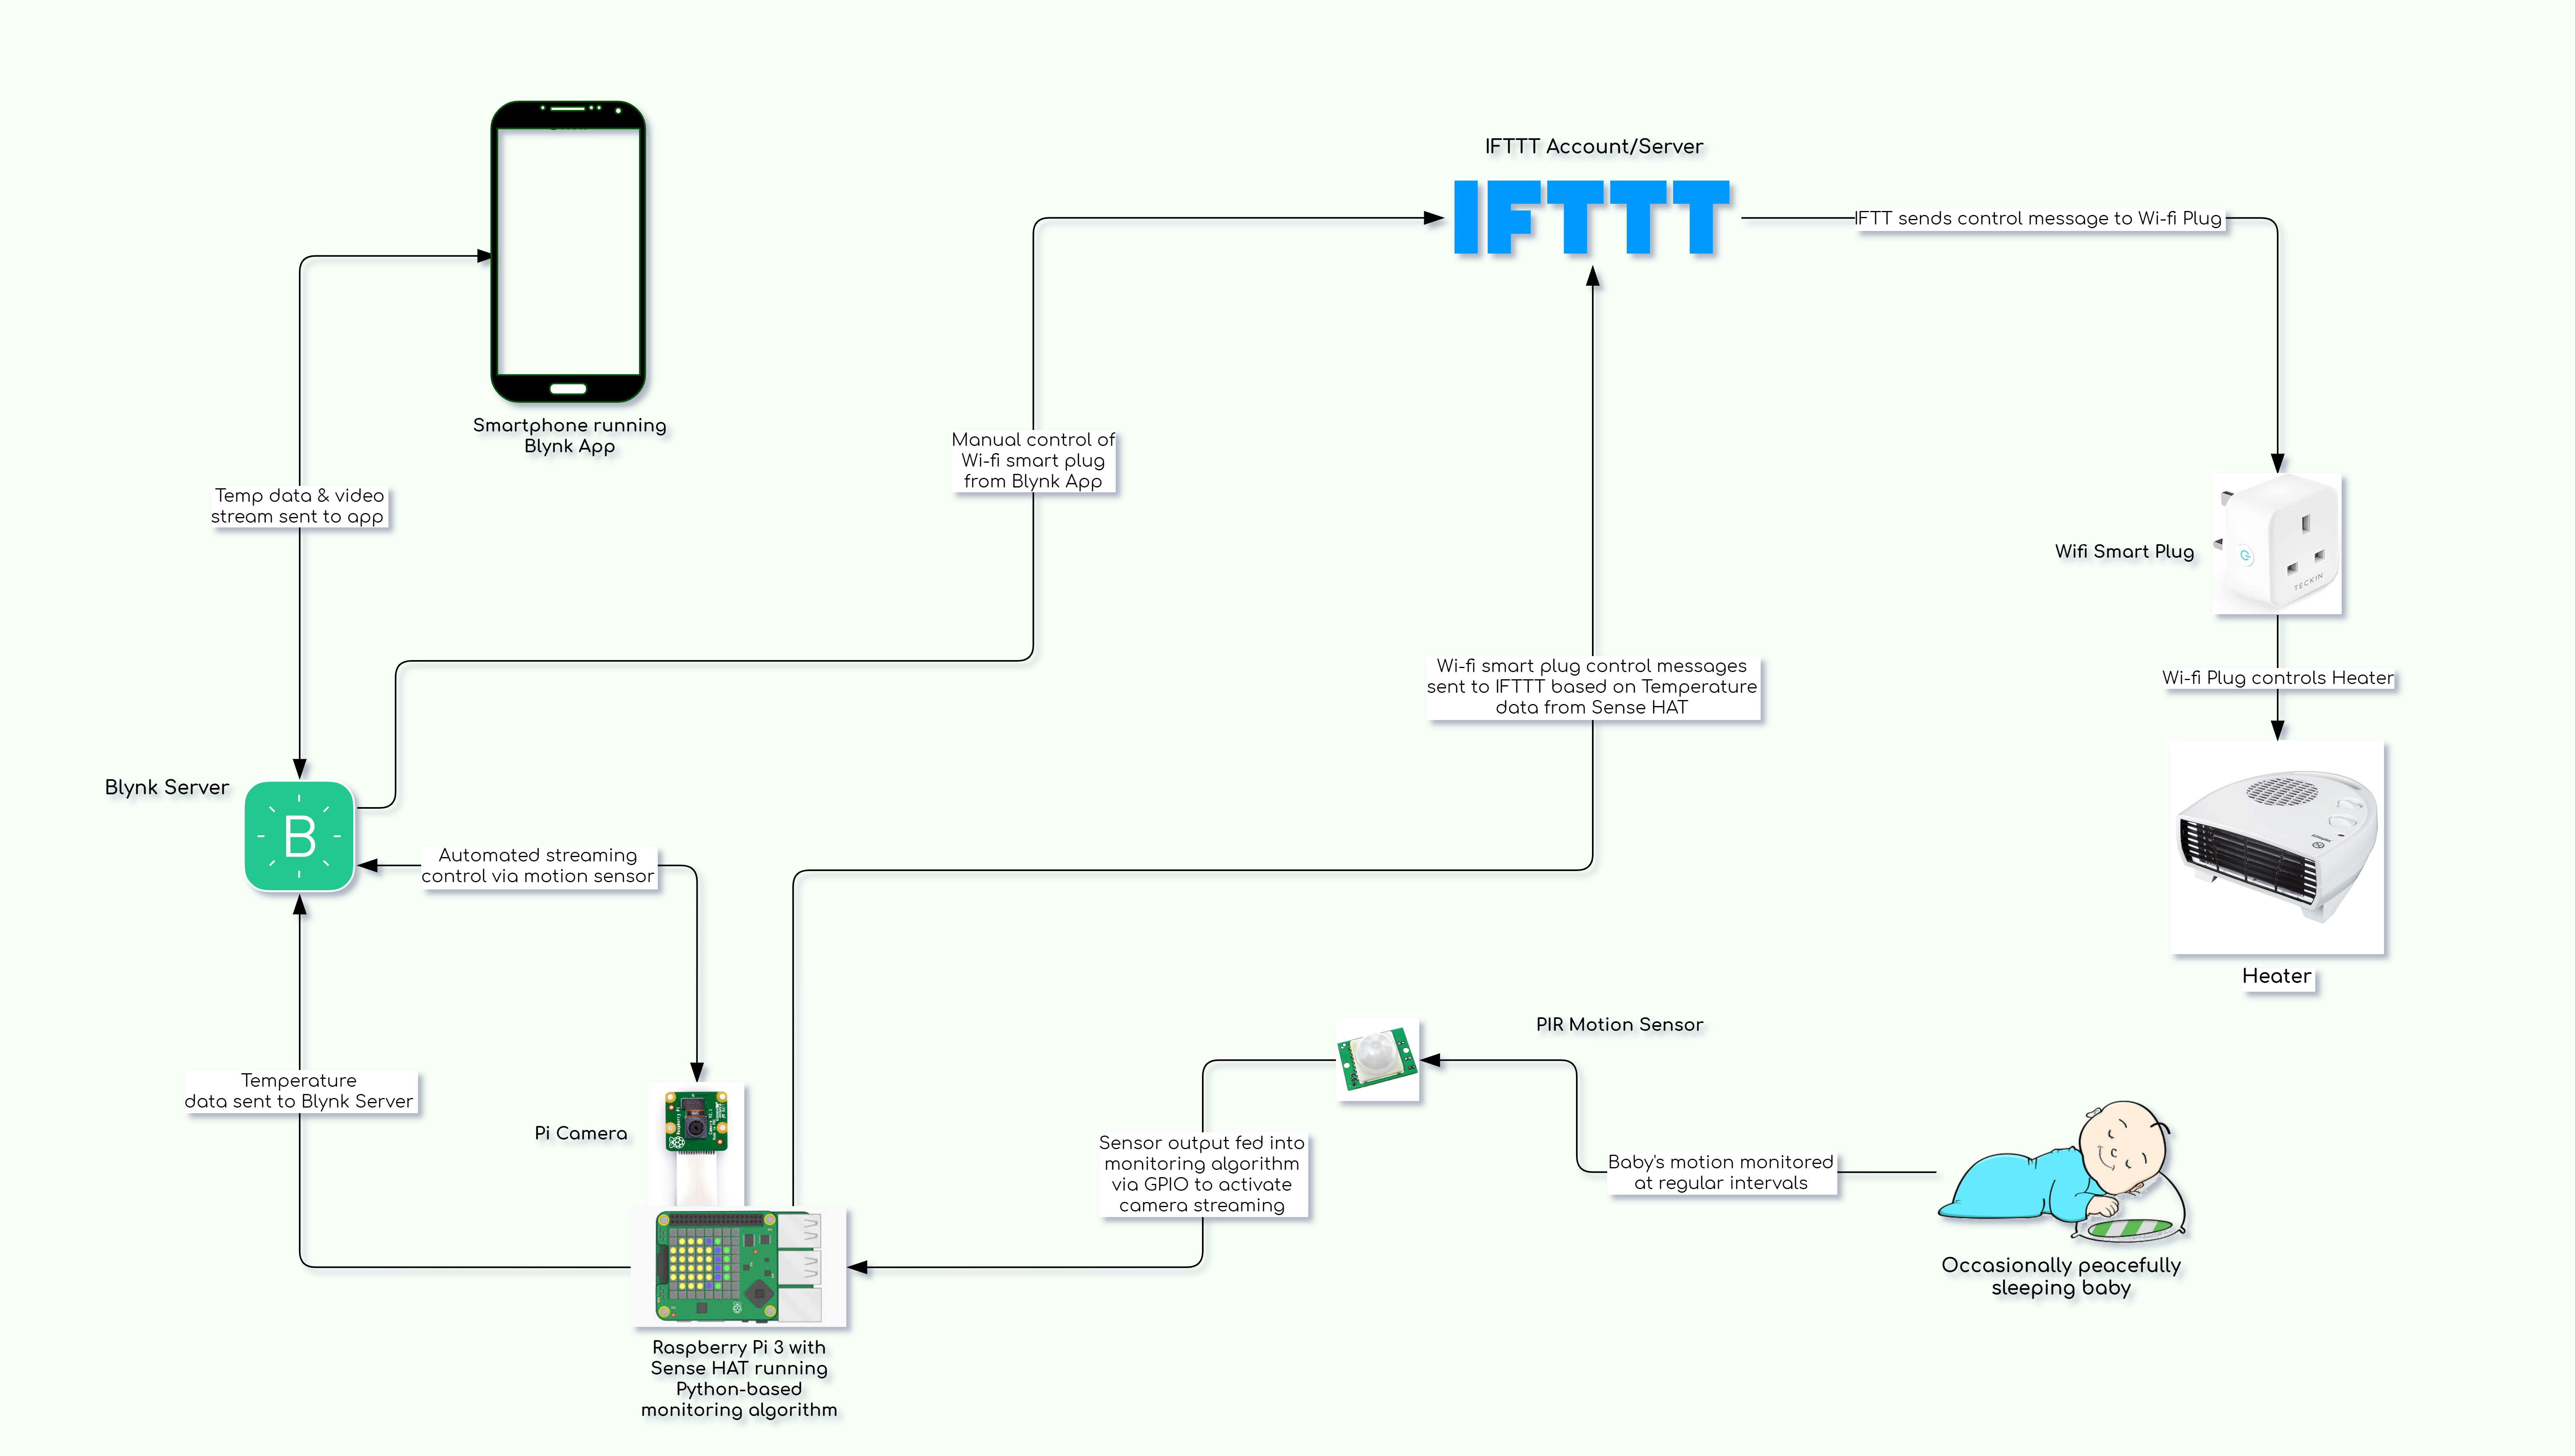 IFTTT Account/Server
IFTTT
IFTT sends control message to Wi-fi Plug
Smartphone running
Blynk App
Manual control of
Wi-fi smart plug
from Blynk App
Temp data & video
stream sent to app
Wifi Smart Plug
TECKIN
Wi-fi smart plug control messages
sent to IFTTT based on Temperature
data from Sense HAT
Wi-fi Plug controls Heater
Blynk Server
B
Automated streaming
control via motion sensor
Heater
PIR Motion Sensor
Temperature
data sent to Blynk Server
Pi Camera
Sensor output fed into
monitoring algorithm
via GPIO to activate
camera streaming
Baby's motion monitored
at regular intervals
Occasionally peacefully
sleeping baby
Raspberry Pi 3 with
Sense HAT running
Python-based
monitoring algorithm